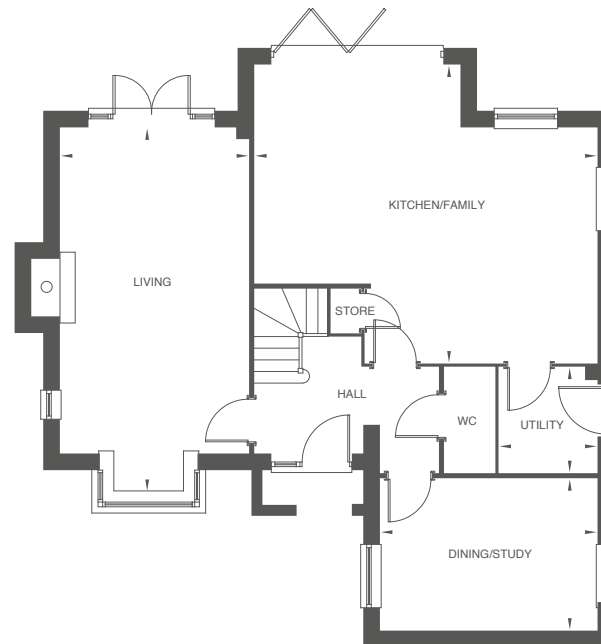 KITCHEN/FAMILY
LIVING
STORE
HALL
WC
UTILITY
DINING/STUDY